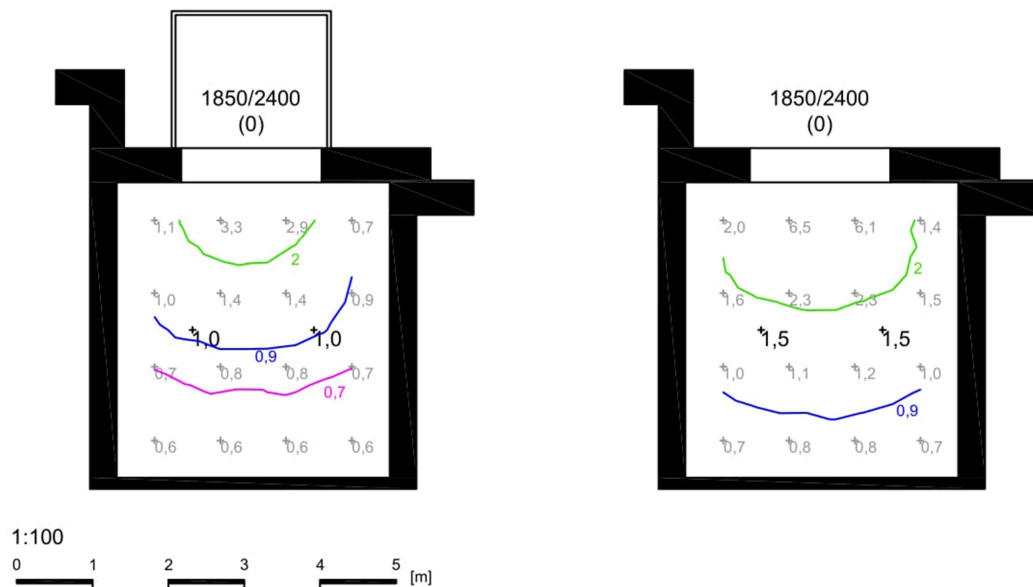 1850/2400
(0)
1850/2400
(0)
1,1 3,3 2,9 0,7
2,0 6,5 6,1 1,4
2
2
1,0 1,4 1,4 0,9
1,6 2,3 2,3 1,5
1,0 1,0
1,5 1,5
0,9
0,7 0,8 0,8 0,7
1,0 1,1 1,2 1,0
0,7
0,9
0,6 0,6 0,6 0,6
0,7 0,8 0,8 0,7
1:100
0 1 2 3 4 5 [m]